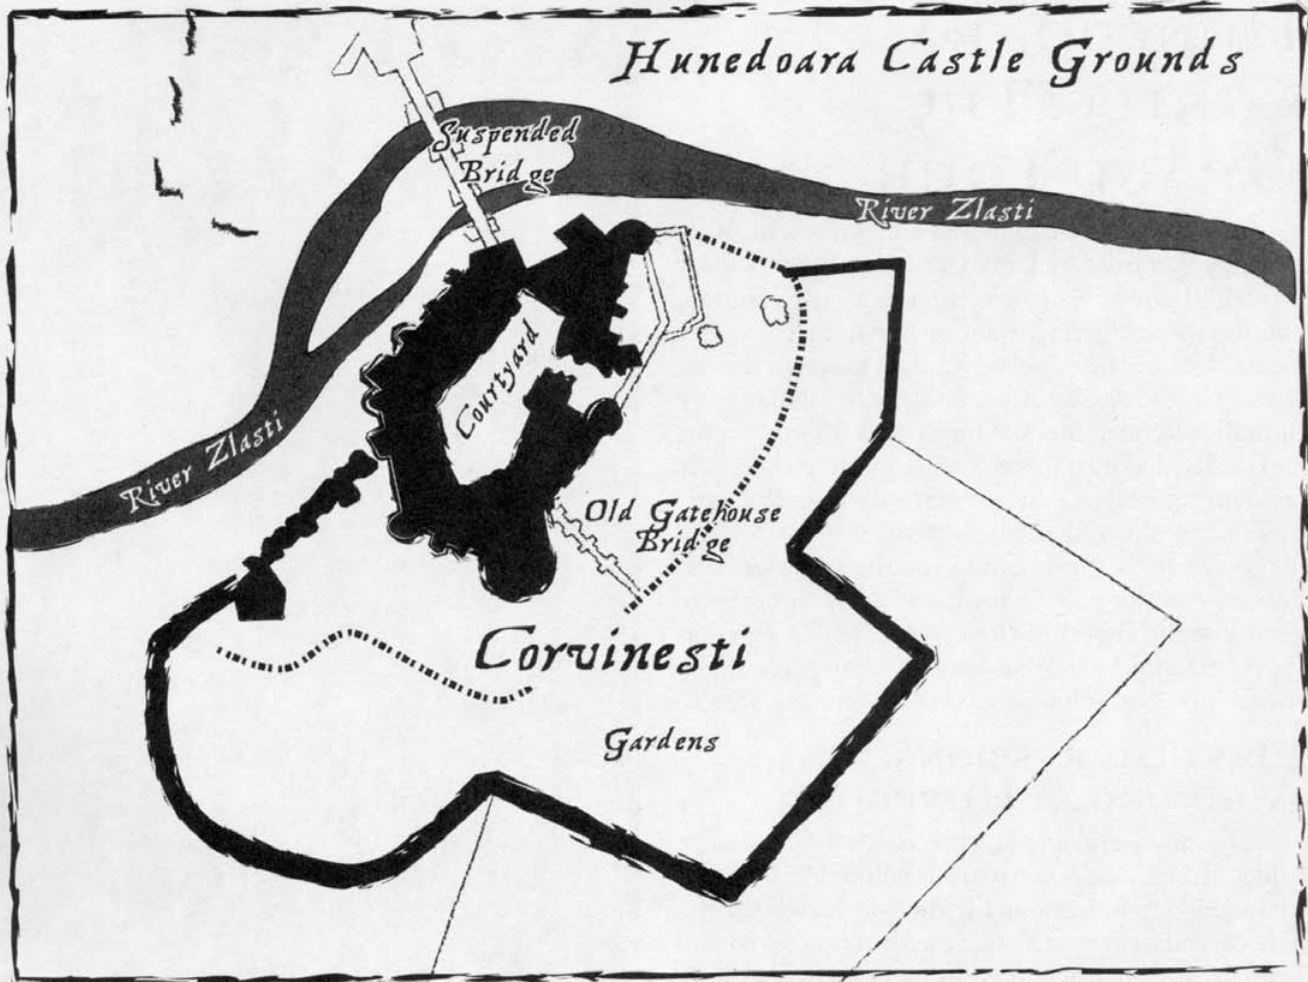 Hunedoara Castle Grounds
Suspended
Bridge
River Zlasti
Courtyard
River Zlasti
Old Gatehouse
Bridge
Corvinesti
Gardens